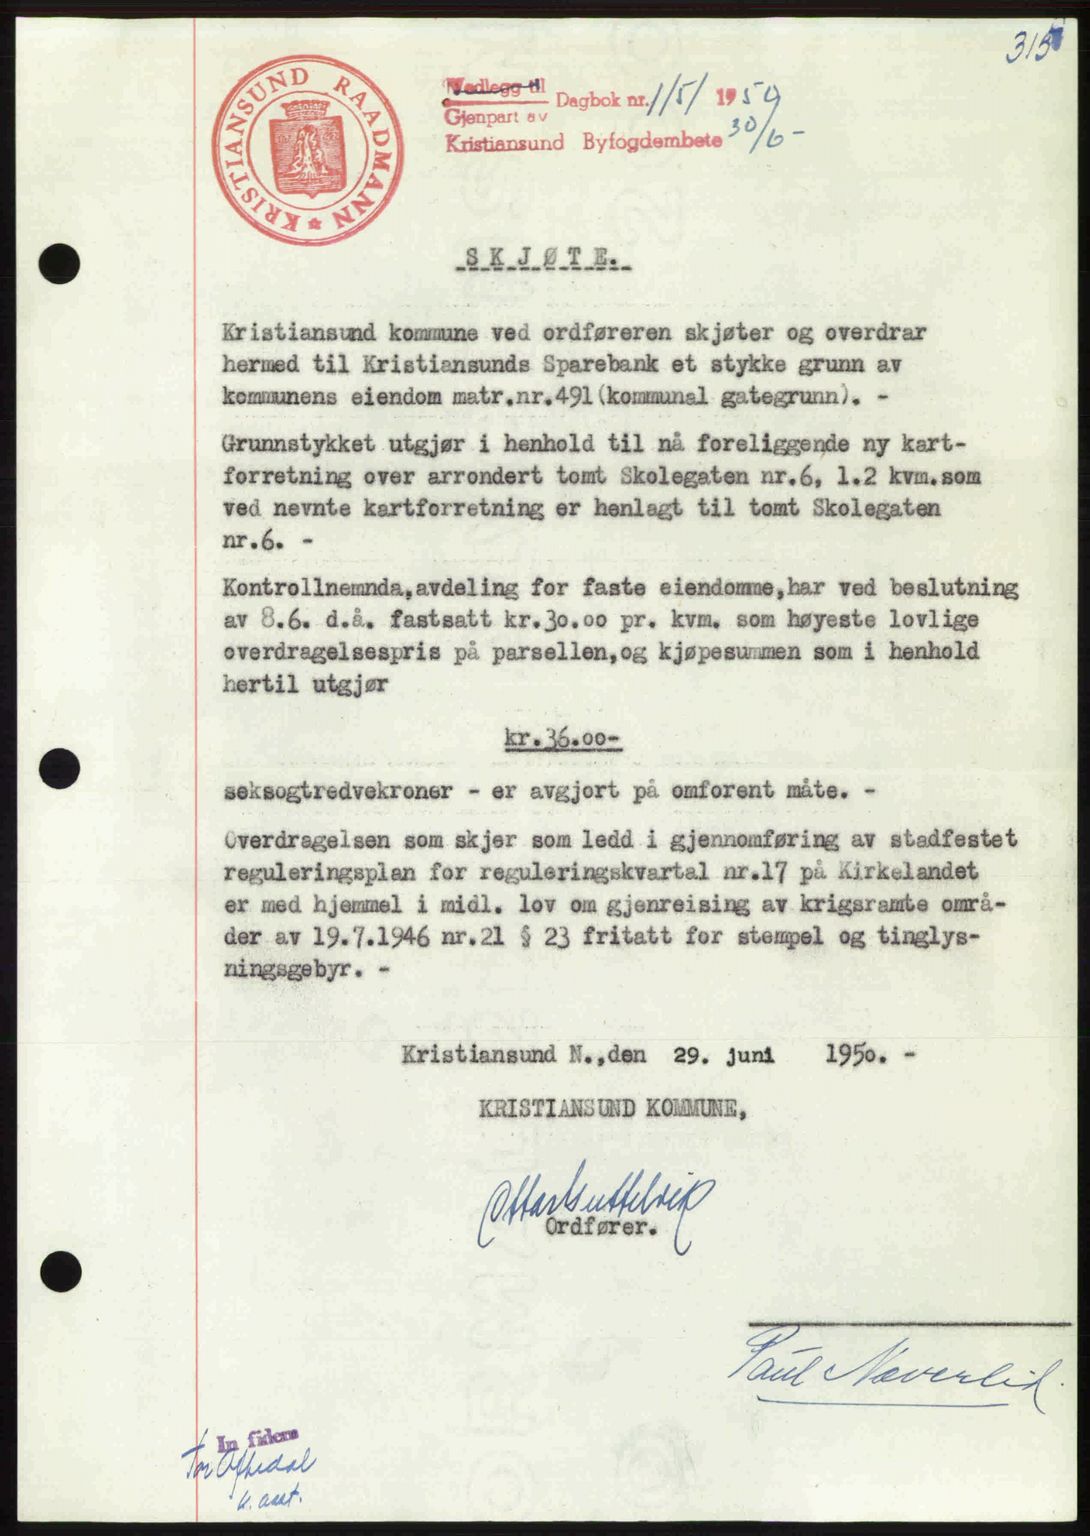 315
KRISTIANSUND RAADMANN
Vedlegg til
Gjenpart av
Dagbok nr. 1151 1950
Kristiansund Byfogdembete 30/6-
SKJØTE.
Kristiansund kommune ved ordføreren skjøter og overdrar
hermed til Kristiansunds Sparebank et stykke grunn av
kommunens eiendom matr.nr.491(kommunal gategrunn). -
Grunnstykket utgjør i henhold til nå foreliggende ny kart-
forretning over arrondert tomt Skolegaten nr.6, 1.2 kvm.som
ved nevnte kartforretning er henlagt til tomt Skolegaten
nr.6. -
Kontrollnemnda,avdeling for faste eiendomme,har ved beslutning
av 8.6. d.å. fastsatt kr.30.00 pr. kvm. som høyeste lovlige
overdragelsespris på parsellen,og kjøpesummen som i henhold
hertil utgjør
kr.36.00-
seksogtredvekroner - er avgjort på omforent måte. -
Overdragelsen som skjer som ledd i gjennomføring av stadfestet
reguleringsplan for reguleringskvartal nr.17 på Kirkelandet
er med hjemmel i midl. lov om gjenreising av krigsramte områ-
der av 19.7.1946 nr.21 § 23 fritatt for stempel og tinglys-
ningsgebyr. -
Kristiansund N.,den 29. juni 1950. -
KRISTIANSUND KOMMUNE,
Ottar Guttelvik
Ordfører.
Paul Næverlid.
In fidem
Tor Ofhedal
k. asst.